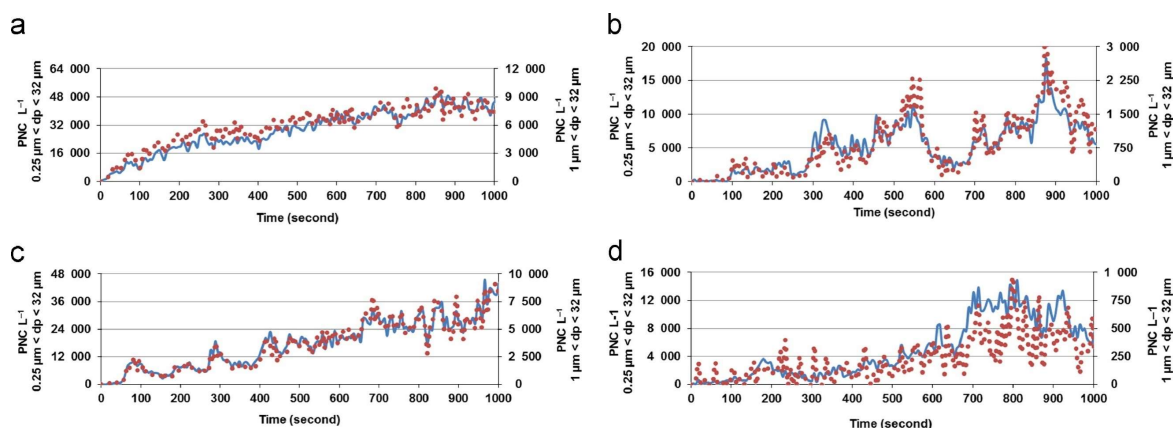 a
PNC L⁻¹
0.25 µm < dp < 32 µm
64 000
48 000
32 000
16 000
0
12 000
9 000
6 000
3 000
0
PNC L⁻¹
1 µm < dp < 32 µm
0 100 200 300 400 500 600 700 800 900 1000
Time (second)
b
PNC L⁻¹
0.25 µm < dp < 32 µm
20 000
15 000
10 000
5 000
0
3 000
2 250
1 500
750
0
PNC L⁻¹
1 µm < dp < 32 µm
0 100 200 300 400 500 600 700 800 900 1000
Time (second)
c
PNC L⁻¹
0.25 µm < dp < 32 µm
48 000
36 000
24 000
12 000
0
10 000
7 500
5 000
2 500
0
PNC L⁻¹
1 µm < dp < 32 µm
0 100 200 300 400 500 600 700 800 900 1000
Time (second)
d
PNC L-1
0.25 µm < dp < 32 µm
16 000
12 000
8 000
4 000
0
1 000
750
500
250
0
PNC L⁻¹
1 µm < dp < 32 µm
0 100 200 300 400 500 600 700 800 900 1000
Time (second)